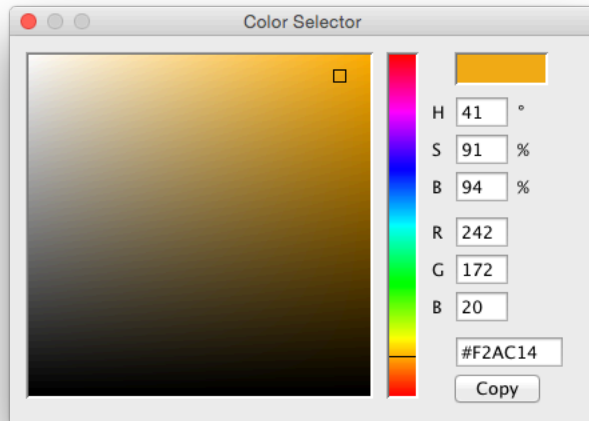 Color Selector
H 41 °
S 91 %
B 94 %
R 242
G 172
B 20
#F2AC14
Copy